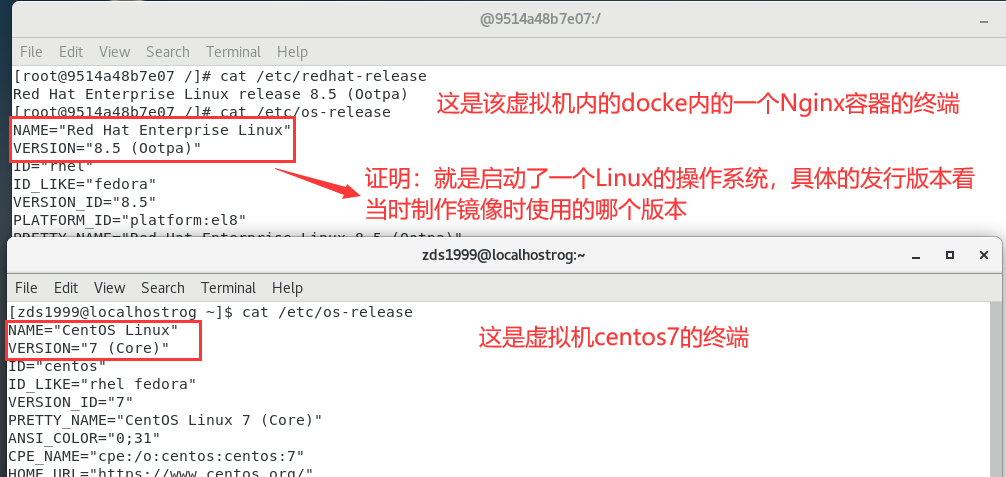 @9514a48b7e07:/
File Edit View Search Terminal Help
[root@9514a48b7e07 /]# cat /etc/redhat-release
Red Hat Enterprise Linux release 8.5 (Ootpa)
[root@9514a48b7e07 /]# cat /etc/os-release
这是该虚拟机内的docke内的一个Nginx容器的终端
NAME="Red Hat Enterprise Linux"
VERSION="8.5 (Ootpa)"
ID="rhel"
ID_LIKE="fedora"
VERSION_ID="8.5"
PLATFORM_ID="platform:el8"
PRETTY_NAME="Red Hat Enterprise Linux 8.5 (Ootpa)"
证明：就是启动了一个Linux的操作系统，具体的发行版本看
当时制作镜像时使用的哪个版本
zds1999@localhostrog:~
File Edit View Search Terminal Help
[zds1999@localhostrog ~]$ cat /etc/os-release
NAME="CentOS Linux"
VERSION="7 (Core)"
这是虚拟机centos7的终端
ID="centos"
ID_LIKE="rhel fedora"
VERSION_ID="7"
PRETTY_NAME="CentOS Linux 7 (Core)"
ANSI_COLOR="0;31"
CPE_NAME="cpe:/o:centos:centos:7"
HOME_URL="https://www.centos.org/"